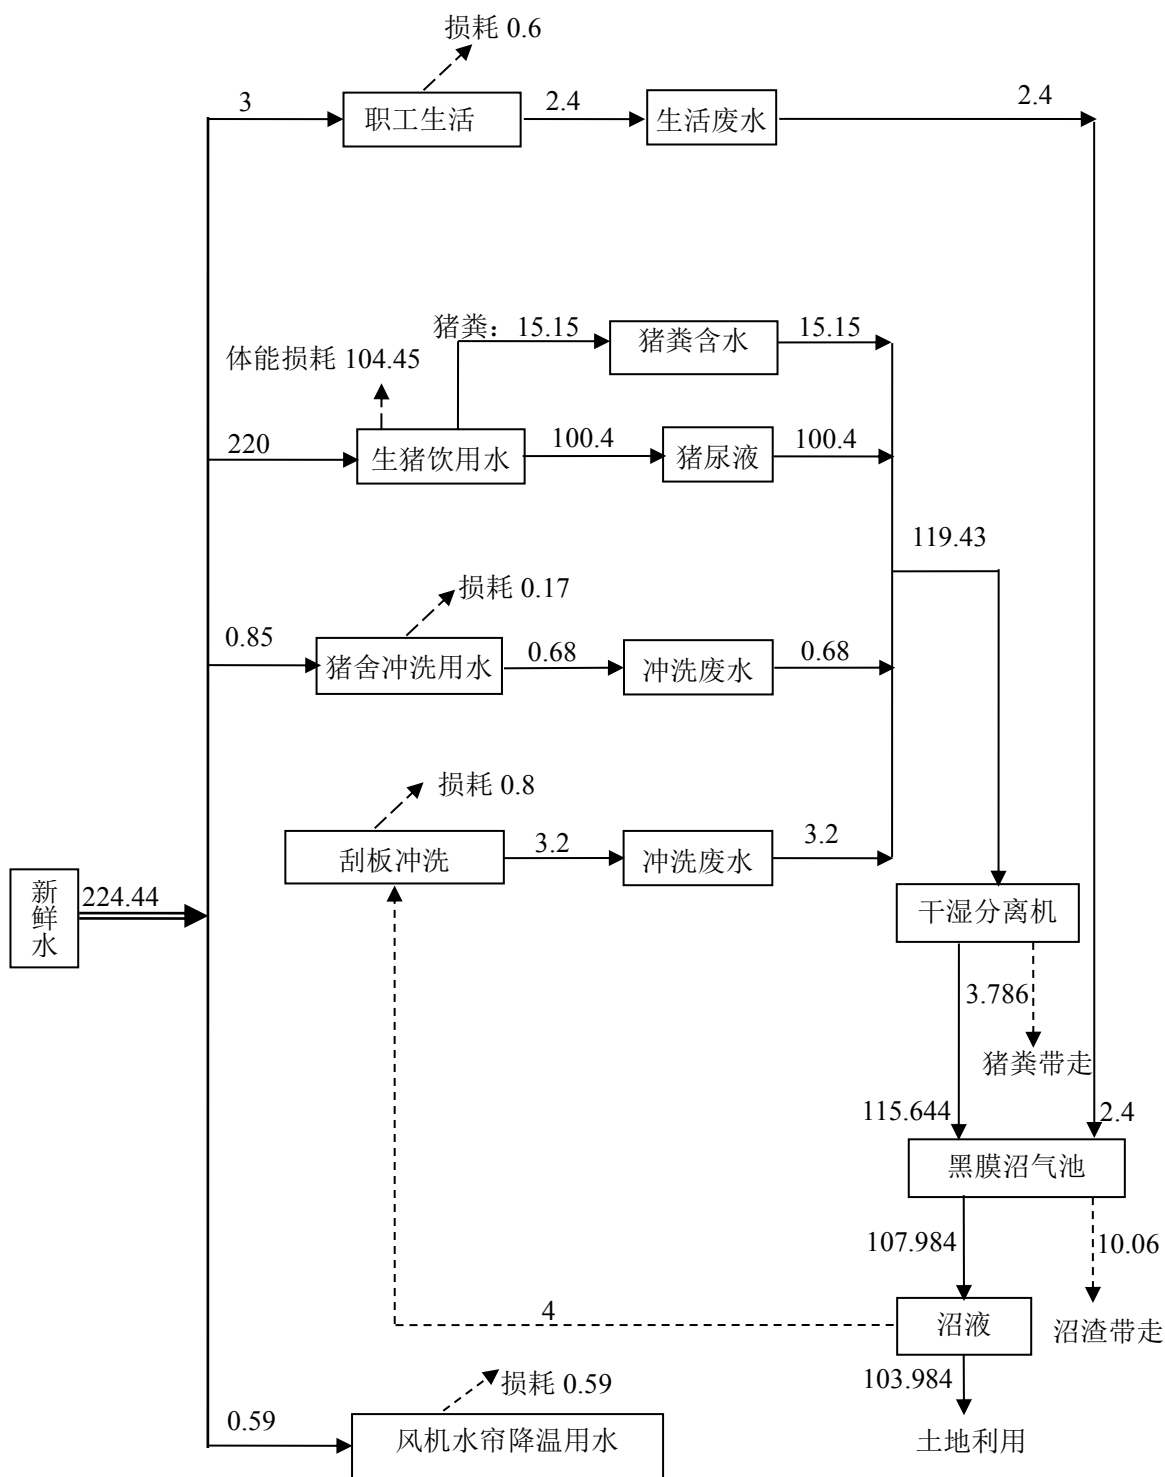 损耗 0.6
3
职工生活
2.4
生活废水
2.4
猪粪：15.15
猪粪含水
15.15
体能损耗 104.45
220
生猪饮用水
100.4
猪尿液
100.4
119.43
损耗 0.17
0.85
猪舍冲洗用水
0.68
冲洗废水
0.68
损耗 0.8
刮板冲洗
3.2
冲洗废水
3.2
新
鲜
水
224.44
干湿分离机
3.786
猪粪带走
115.644
2.4
黑膜沼气池
107.984
10.06
4
沼液
沼渣带走
103.984
土地利用
损耗 0.59
0.59
风机水帘降温用水